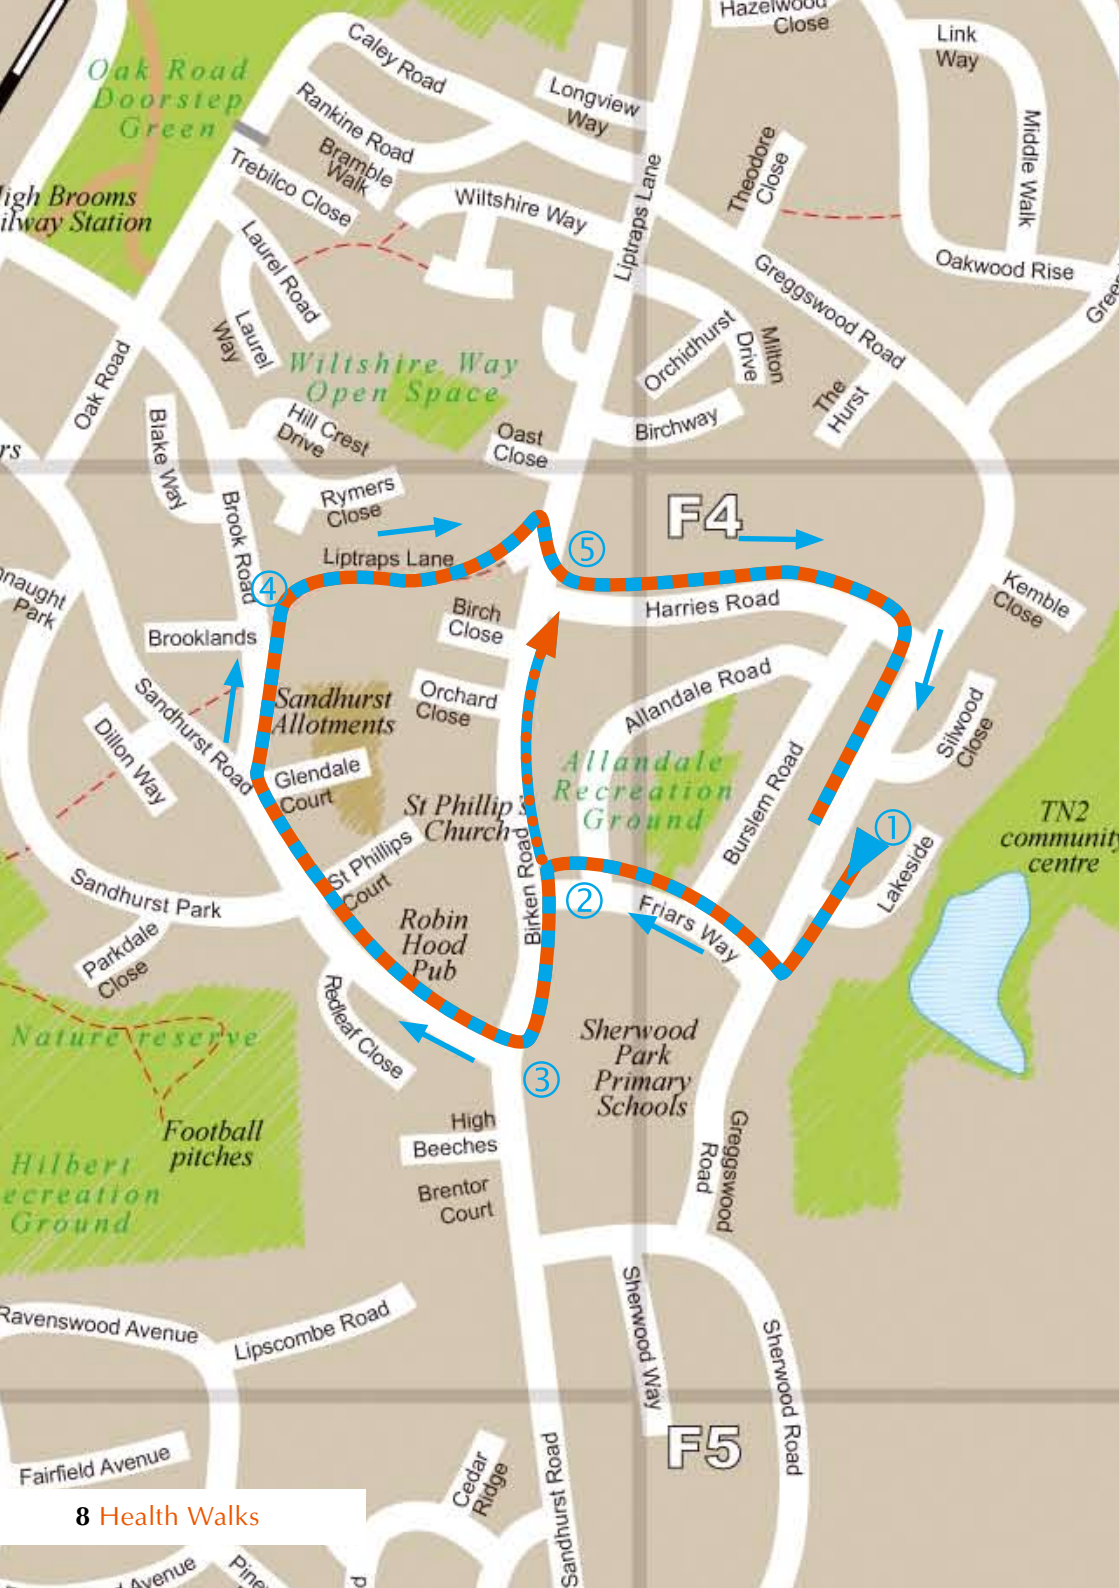 Hazelwood
Close
Link
Way
Caley Road
Oak Road
Doorstep
Green
Longview
Way
Rankine Road
Bramble
Walk
Trebilco Close
Theodore
Close
Middle Walk
igh Brooms
ilway Station
Wiltshire Way
Liptraps Lane
Laurel Road
Laurel
Way
Greggswood Road
Oakwood Rise
Gree
Wiltshire Way
Open Space
Orchidhurst
Milton
Drive
The
Hurst
Oak Road
Blake Way
Hill Crest
Drive
Oast
Close
Birchway
rs
Rymers
Close
F4
Brook Road
Liptraps Lane
5
4
naught
Park
Brooklands
Birch
Close
Harries Road
Kemble
Close
Sandhurst Road
Sandhurst
Allotments
Orchard
Close
Allandale Road
Silwood
Close
Dillon Way
Glendale
Court
Allandale
Recreation
Ground
Burslem Road
St Phillip's
Church
1
TN2
community
centre
St Phillips
Court
Birken Road
Lakeside
Sandhurst Park
Parkdale
Close
2
Friars Way
Robin
Hood
Pub
Redleaf Close
Nature reserve
Sherwood
Park
Primary
Schools
3
Football
pitches
High
Beeches
Greggswood
Road
Hilbert
ecreation
Ground
Brentor
Court
Ravenswood Avenue
Lipscombe Road
Sherwood Way
Sherwood Road
F5
Fairfield Avenue
Cedar
Ridge
Sandhurst Road
8 Health Walks
Avenue
Pine